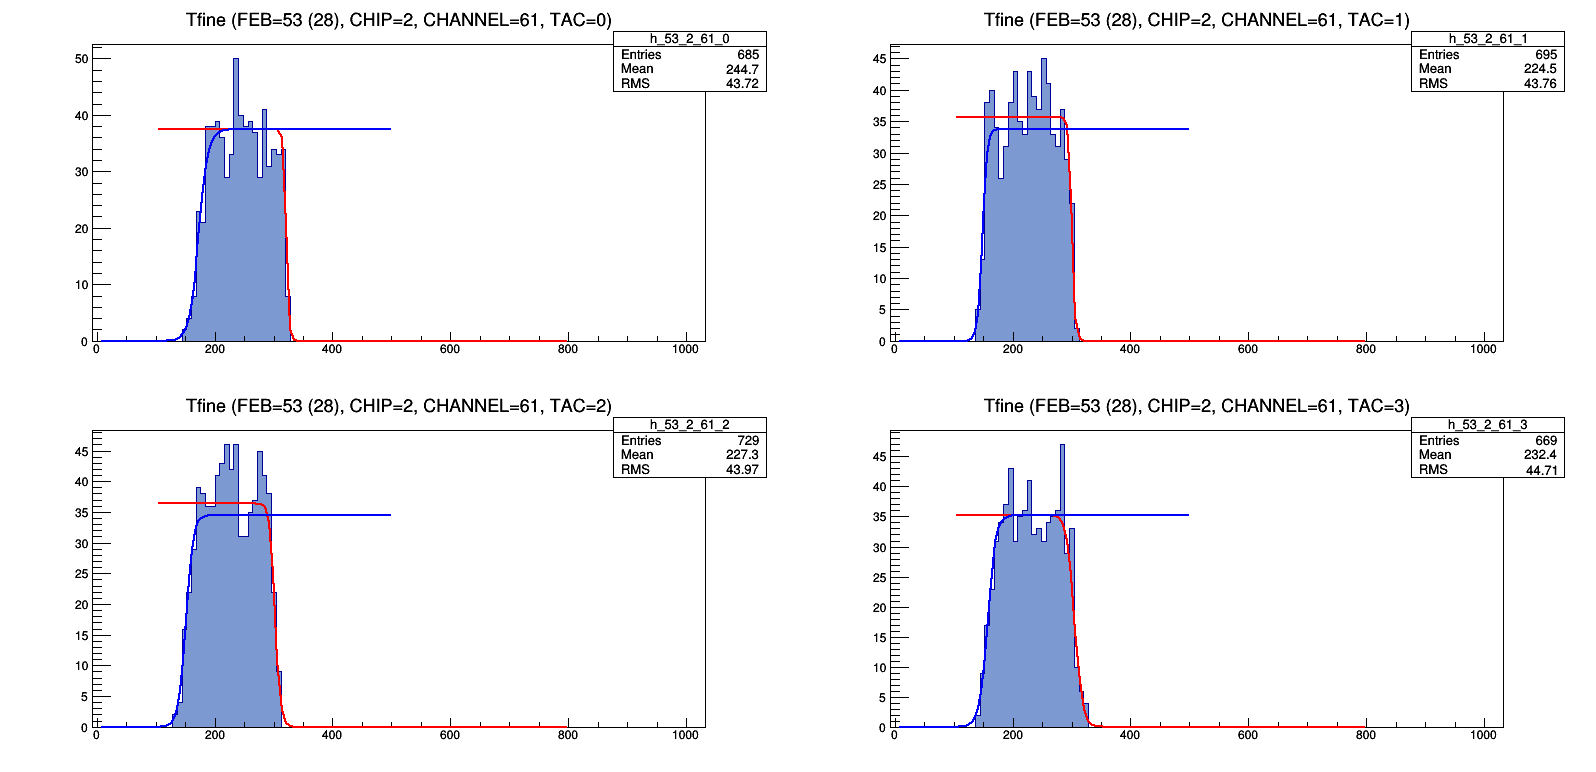 Tfine (FEB=53 (28), CHIP=2, CHANNEL=61, TAC=0)
h_53_2_61_0
Entries 685
Mean 244.7
RMS 43.72
50
40
30
20
10
0
0 200 400 600 800 1000
Tfine (FEB=53 (28), CHIP=2, CHANNEL=61, TAC=1)
h_53_2_61_1
Entries 695
Mean 224.5
RMS 43.76
45
40
35
30
25
20
15
10
5
0
0 200 400 600 800 1000
Tfine (FEB=53 (28), CHIP=2, CHANNEL=61, TAC=2)
h_53_2_61_2
Entries 729
Mean 227.3
RMS 43.97
45
40
35
30
25
20
15
10
5
0
0 200 400 600 800 1000
Tfine (FEB=53 (28), CHIP=2, CHANNEL=61, TAC=3)
h_53_2_61_3
Entries 669
Mean 232.4
RMS 44.71
45
40
35
30
25
20
15
10
5
0
0 200 400 600 800 1000